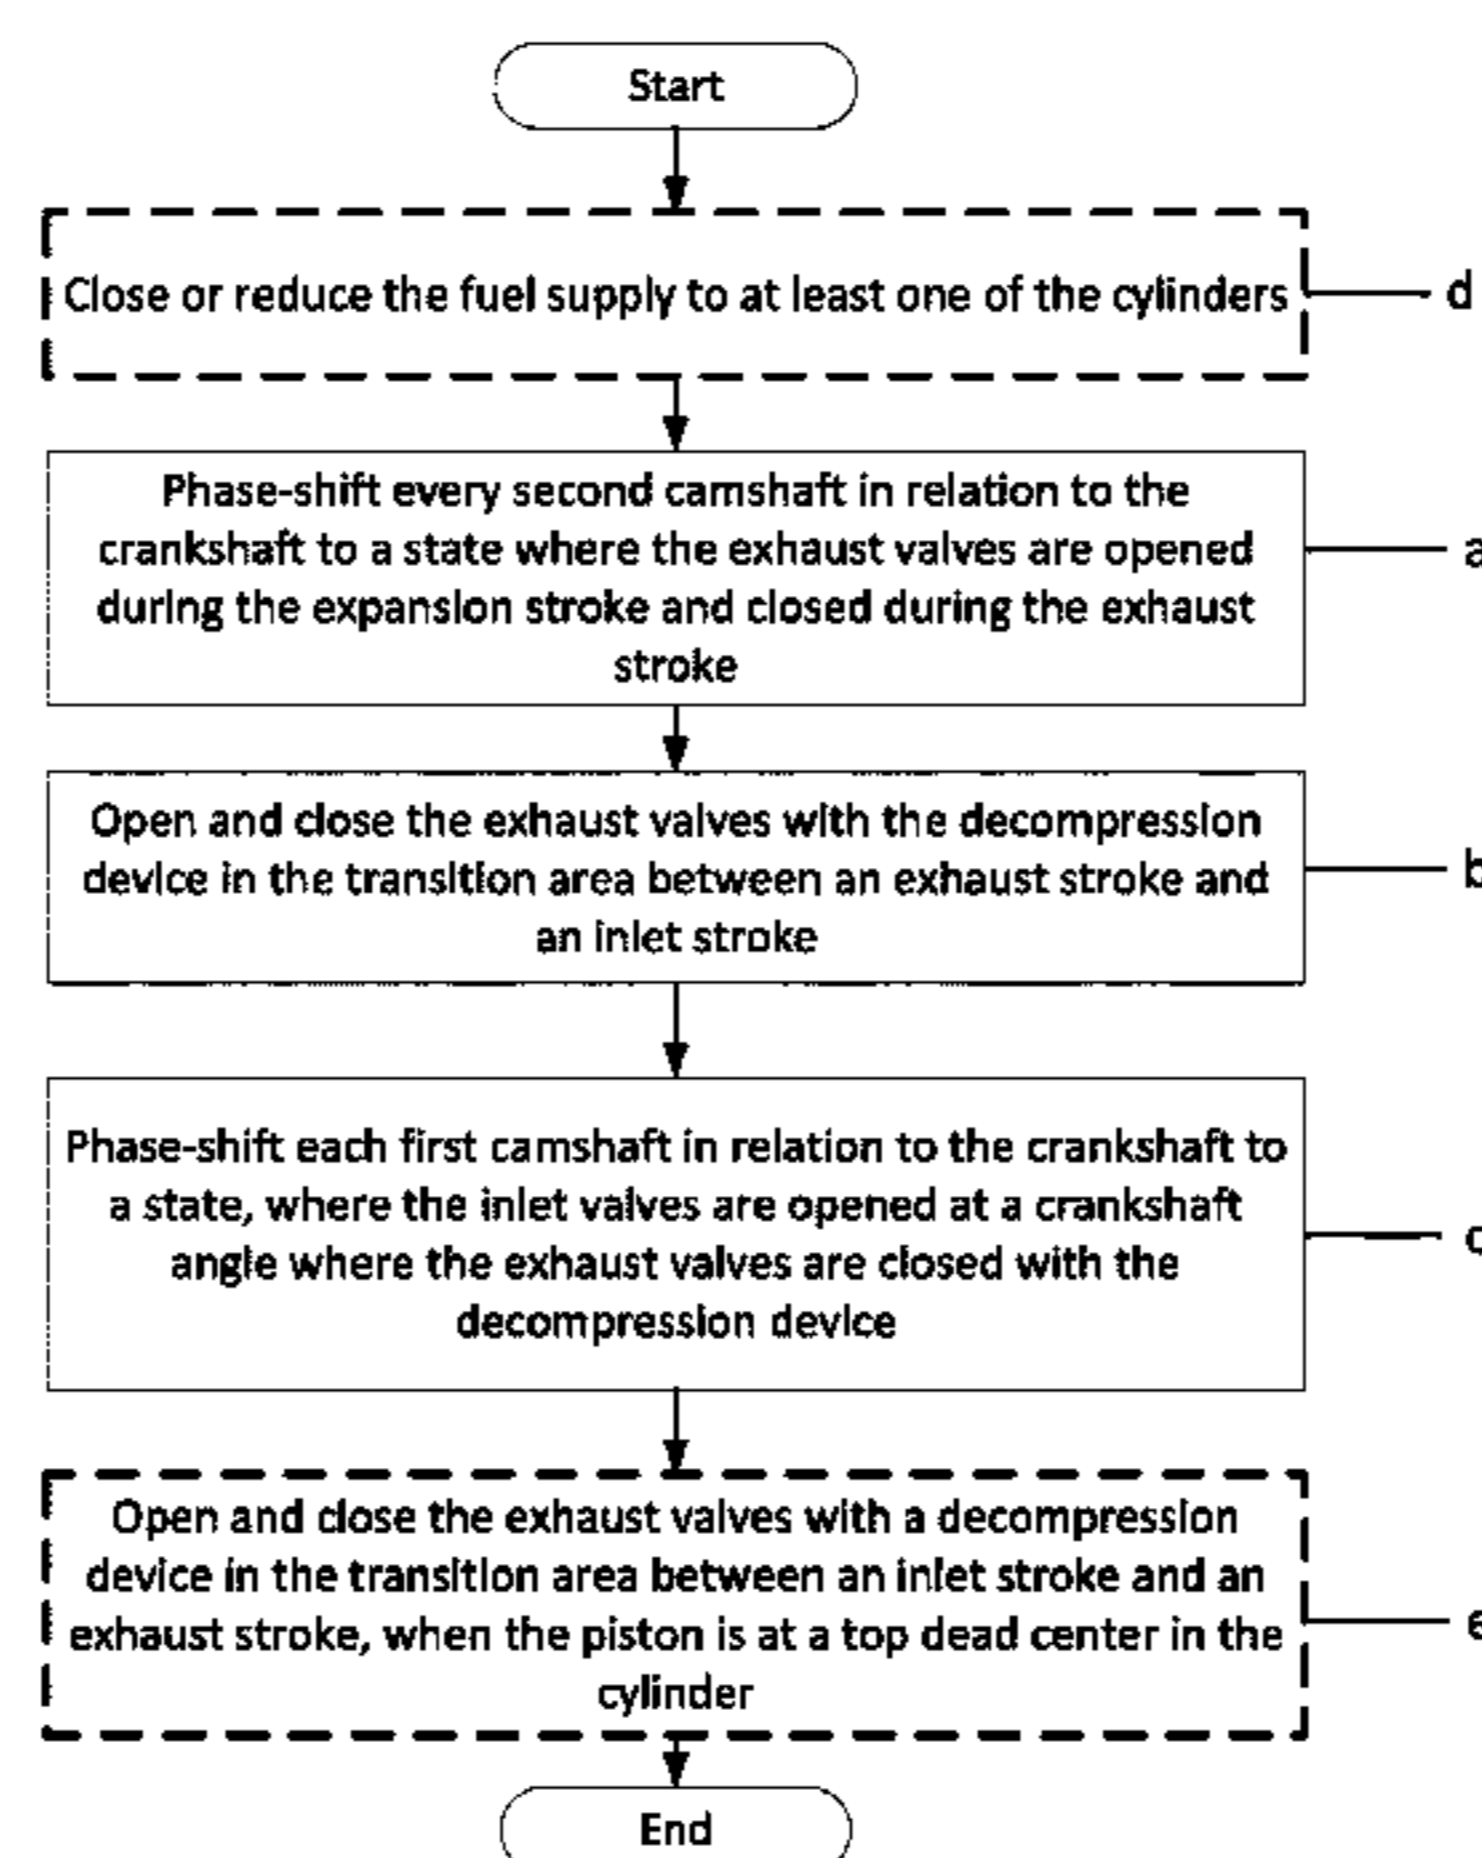 Start
Close or reduce the fuel supply to at least one of the cylinders
d
Phase-shift every second camshaft in relation to the
crankshaft to a state where the exhaust valves are opened
during the expansion stroke and closed during the exhaust
stroke
a
Open and close the exhaust valves with the decompression
device in the transition area between an exhaust stroke and
an inlet stroke
b
Phase-shift each first camshaft in relation to the crankshaft to
a state, where the inlet valves are opened at a crankshaft
angle where the exhaust valves are closed with the
decompression device
c
Open and close the exhaust valves with a decompression
device in the transition area between an inlet stroke and an
exhaust stroke, when the piston is at a top dead center in the
cylinder
e
End